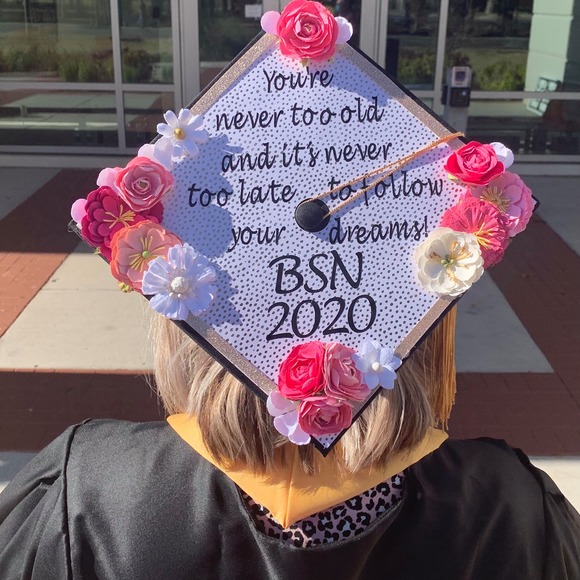 You're
never too old
and it's never
too late to follow
your dreams!
BSN
2020